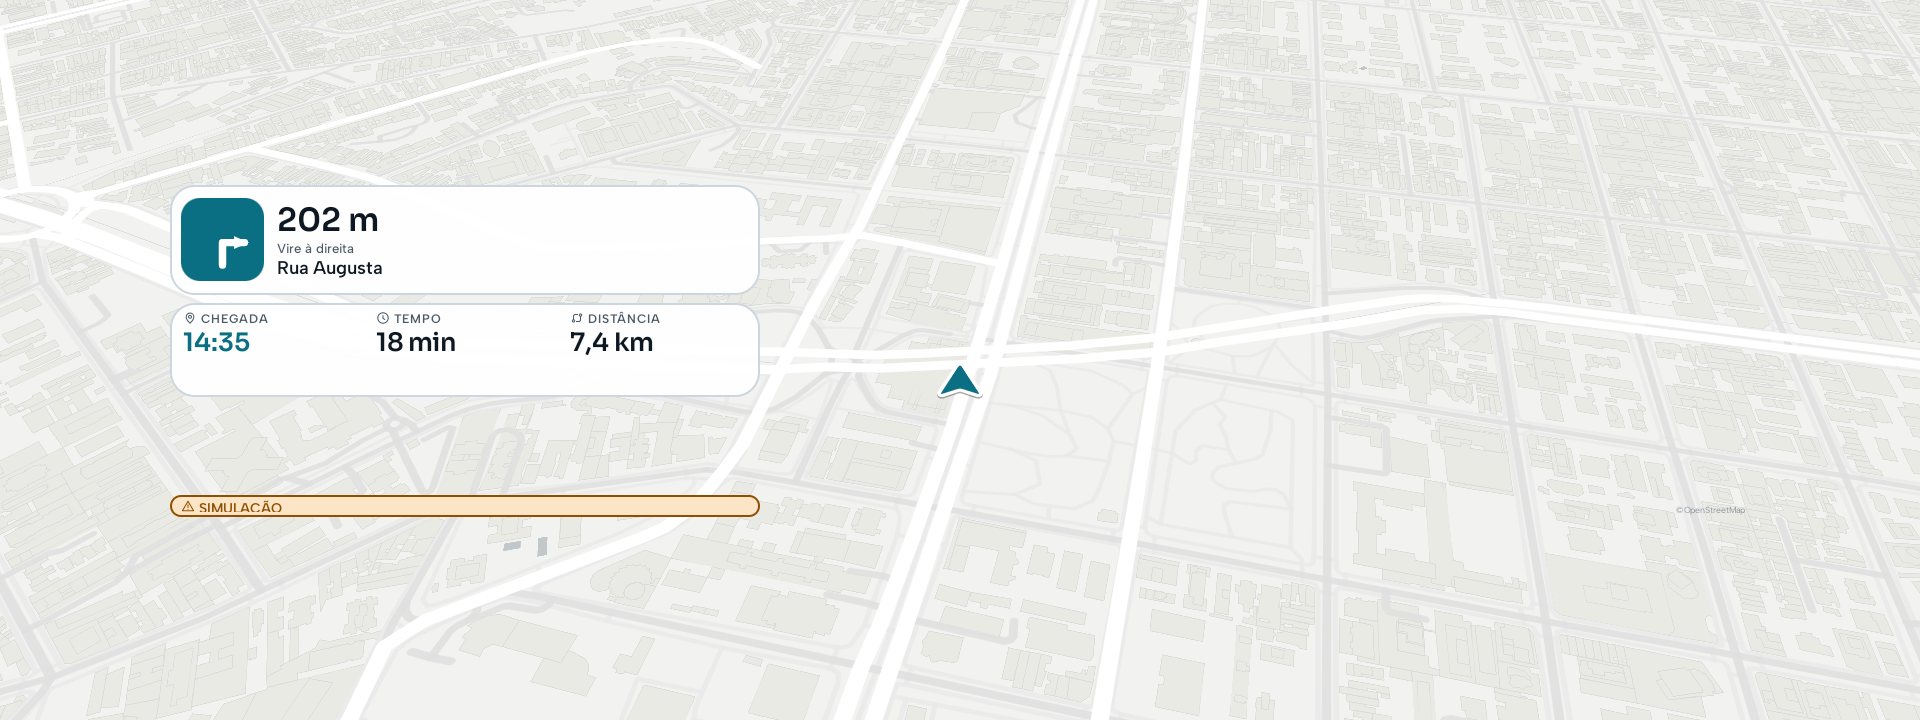 202 m
Vire à direita
Rua Augusta
CHEGADA
14:35
TEMPO
18 min
DISTÂNCIA
7,4 km
SIMULAÇÃO
© OpenStreetMap